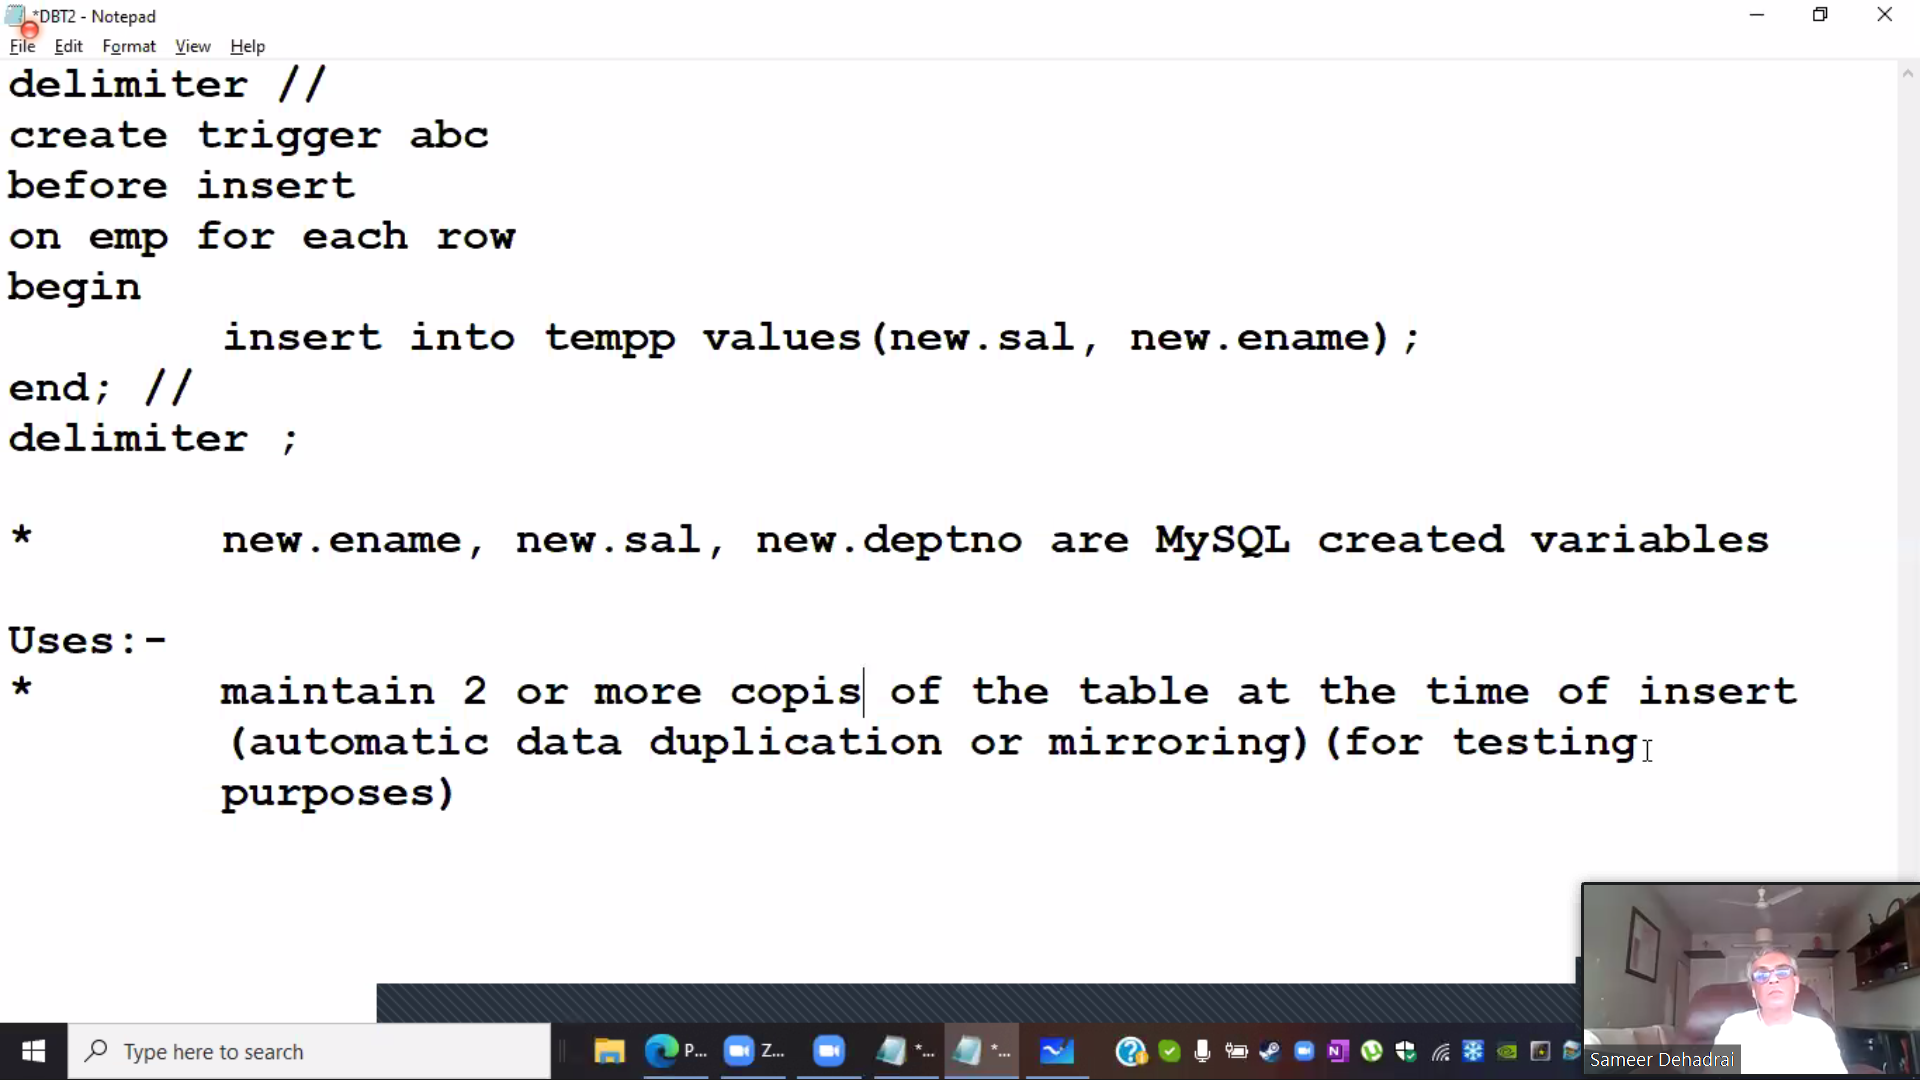 *DBT2 - Notepad
File Edit Format View Help
delimiter //
create trigger abc
before insert
on emp for each row
begin
insert into tempp values(new.sal, new.ename);
end; //
delimiter ;
* new.ename, new.sal, new.deptno are MySQL created variables
Uses:-
* maintain 2 or more copis of the table at the time of insert
(automatic data duplication or mirroring)(for testing
purposes)
Sameer Dehadrai
Type here to search P... Z... *... *...